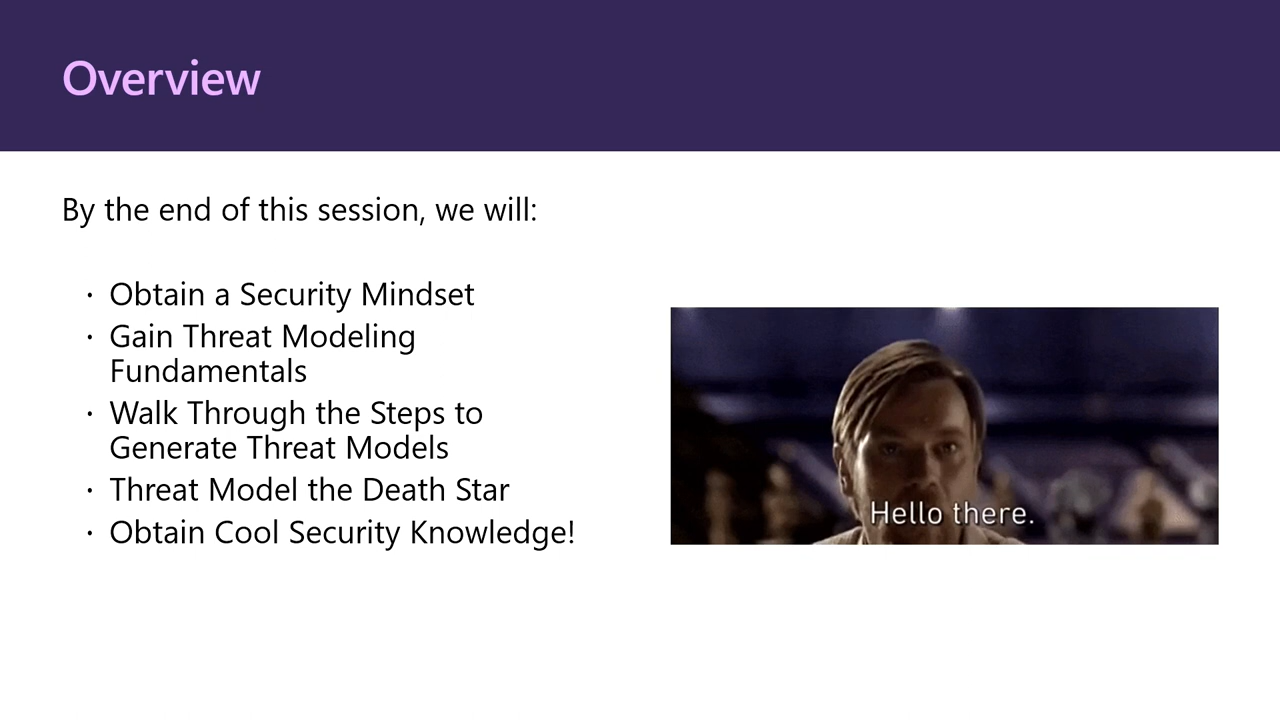 Overview
By the end of this session, we will:
· Obtain a Security Mindset
· Gain Threat Modeling
Fundamentals
· Walk Through the Steps to
Generate Threat Models
· Threat Model the Death Star
· Obtain Cool Security Knowledge!
Hello there.